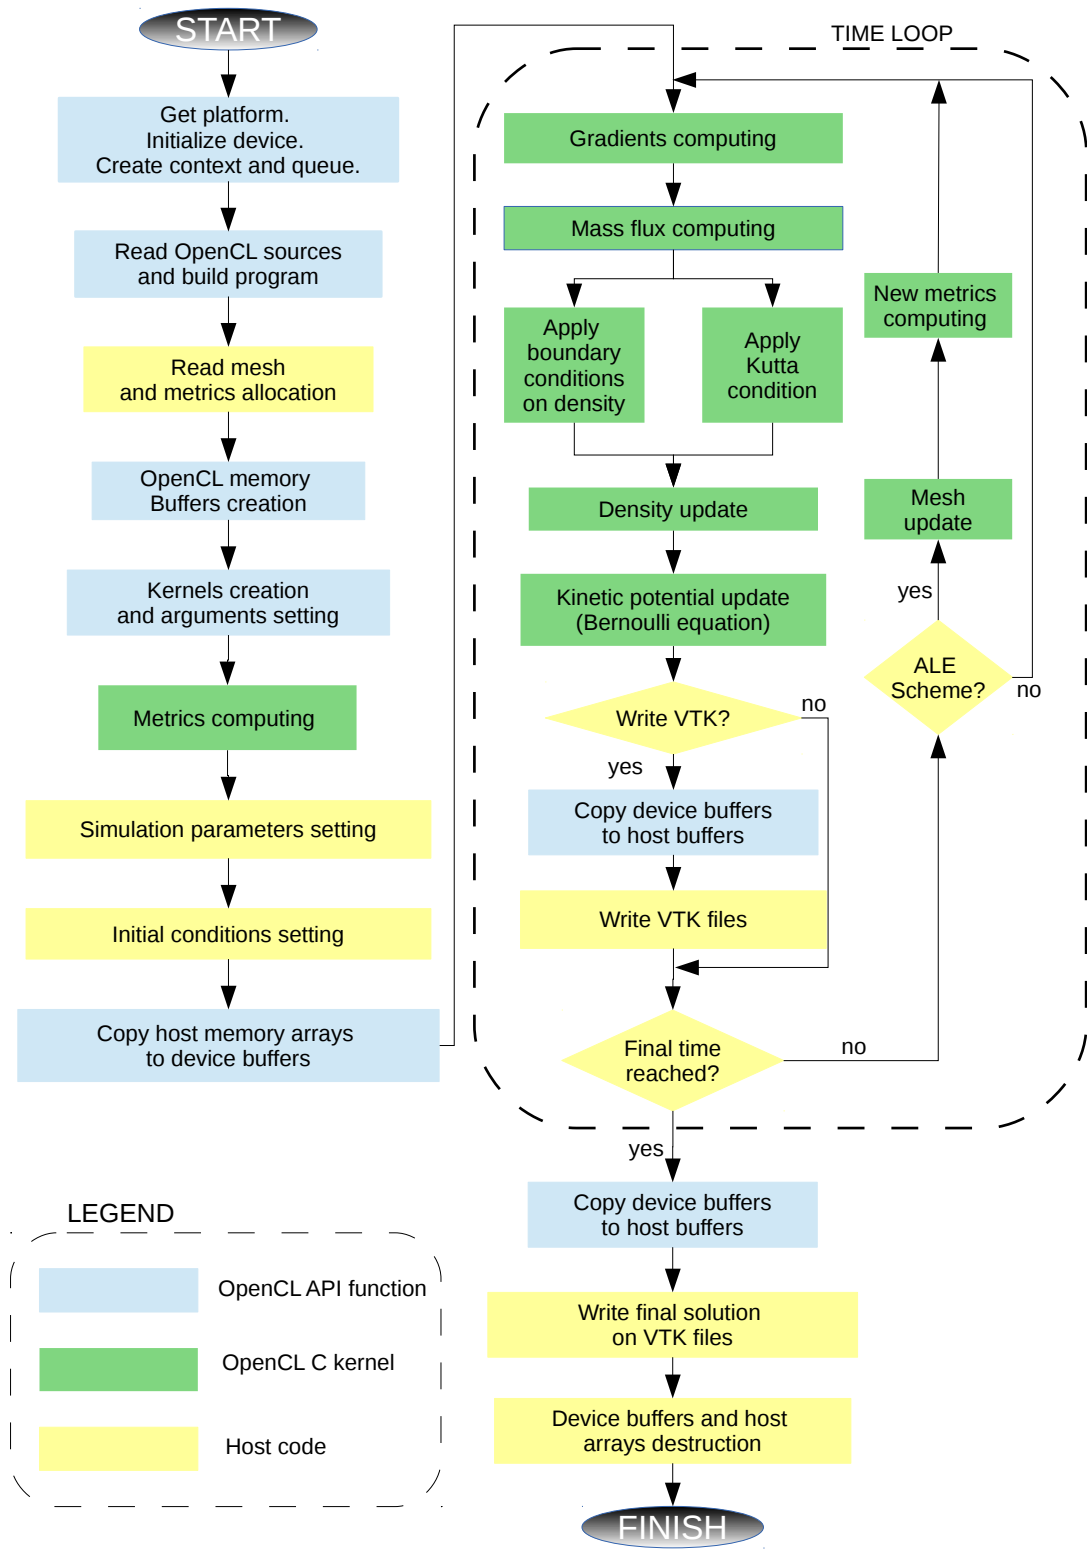 START
Get platform.
Initialize device.
Create context and queue.
Read OpenCL sources
and build program
Read mesh
and metrics allocation
OpenCL memory
Buffers creation
Kernels creation
and arguments setting
Metrics computing
Simulation parameters setting
Initial conditions setting
Copy host memory arrays
to device buffers
TIME LOOP
Gradients computing
Mass flux computing
Apply
boundary
conditions
on density
Apply
Kutta
condition
Density update
Kinetic potential update
(Bernoulli equation)
Write VTK?
no
yes
Copy device buffers
to host buffers
Write VTK files
Final time
reached?
no
yes
New metrics
computing
Mesh
update
yes
ALE
Scheme?
no
Copy device buffers
to host buffers
Write final solution
on VTK files
Device buffers and host
arrays destruction
FINISH
LEGEND
OpenCL API function
OpenCL C kernel
Host code